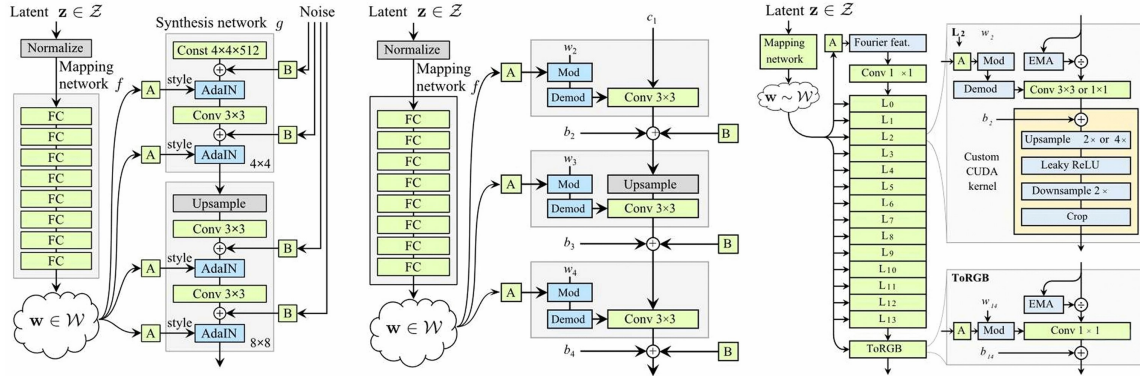 Latent z ∈ Z
Normalize
Mapping
network f
FC
FC
FC
FC
FC
FC
FC
FC
w ∈ W
Synthesis network g
Noise
Const 4×4×512
B
A
style
AdaIN
Conv 3×3
B
A
style
AdaIN
4×4
Upsample
Conv 3×3
B
A
style
AdaIN
Conv 3×3
B
A
style
AdaIN
8×8
Latent z ∈ Z
Normalize
Mapping
network f
FC
FC
FC
FC
FC
FC
FC
FC
w ∈ W
c1
w2
A
Mod
Demod
Conv 3×3
b2
B
w3
A
Mod
Upsample
Demod
Conv 3×3
b3
B
w4
A
Mod
Demod
Conv 3×3
b4
B
Latent z ∈ Z
Mapping
network
w ∼ W
A
Fourier feat.
Conv 1 ×1
L0
L1
L2
L3
L4
L5
L6
L7
L8
L9
L10
L11
L12
L13
ToRGB
L2
w2
A
Mod
EMA
Demod
Conv 3×3 or 1×1
b2
Upsample 2× or 4×
Leaky ReLU
Downsample 2×
Crop
Custom
CUDA
kernel
ToRGB
w14
EMA
A
Mod
Conv 1 × 1
b14